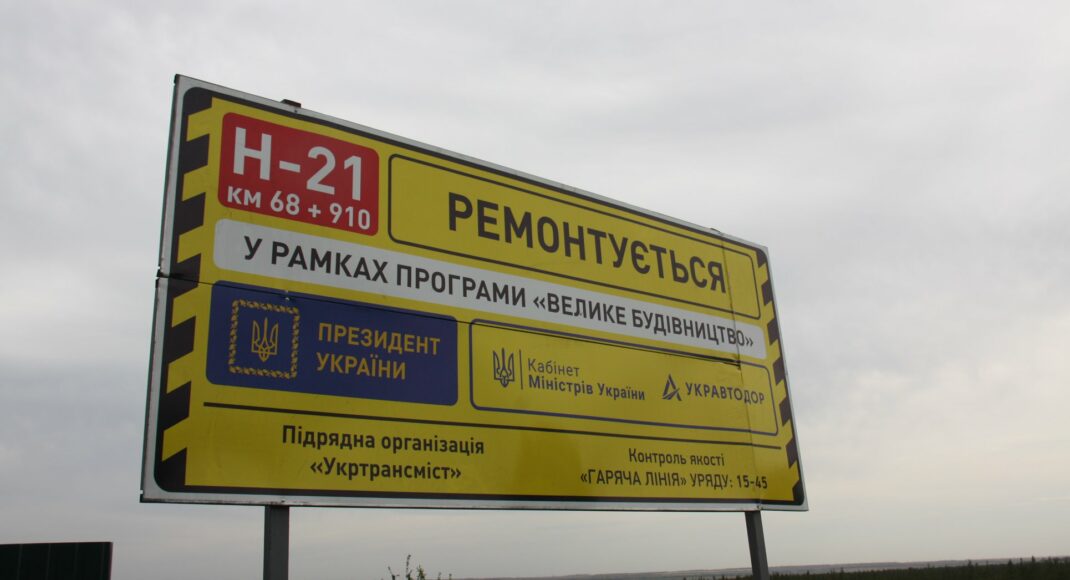 Н-21
КМ 68 + 910
РЕМОНТУЄТЬСЯ
У РАМКАХ ПРОГРАМИ «ВЕЛИКЕ БУДІВНИЦТВО»
ПРЕЗИДЕНТ
УКРАЇНИ
Кабінет
Міністрів України
УКРАВТОДОР
Підрядна організація
«Укртрансміст»
Контроль якості
«ГАРЯЧА ЛІНІЯ» УРЯДУ: 15-45